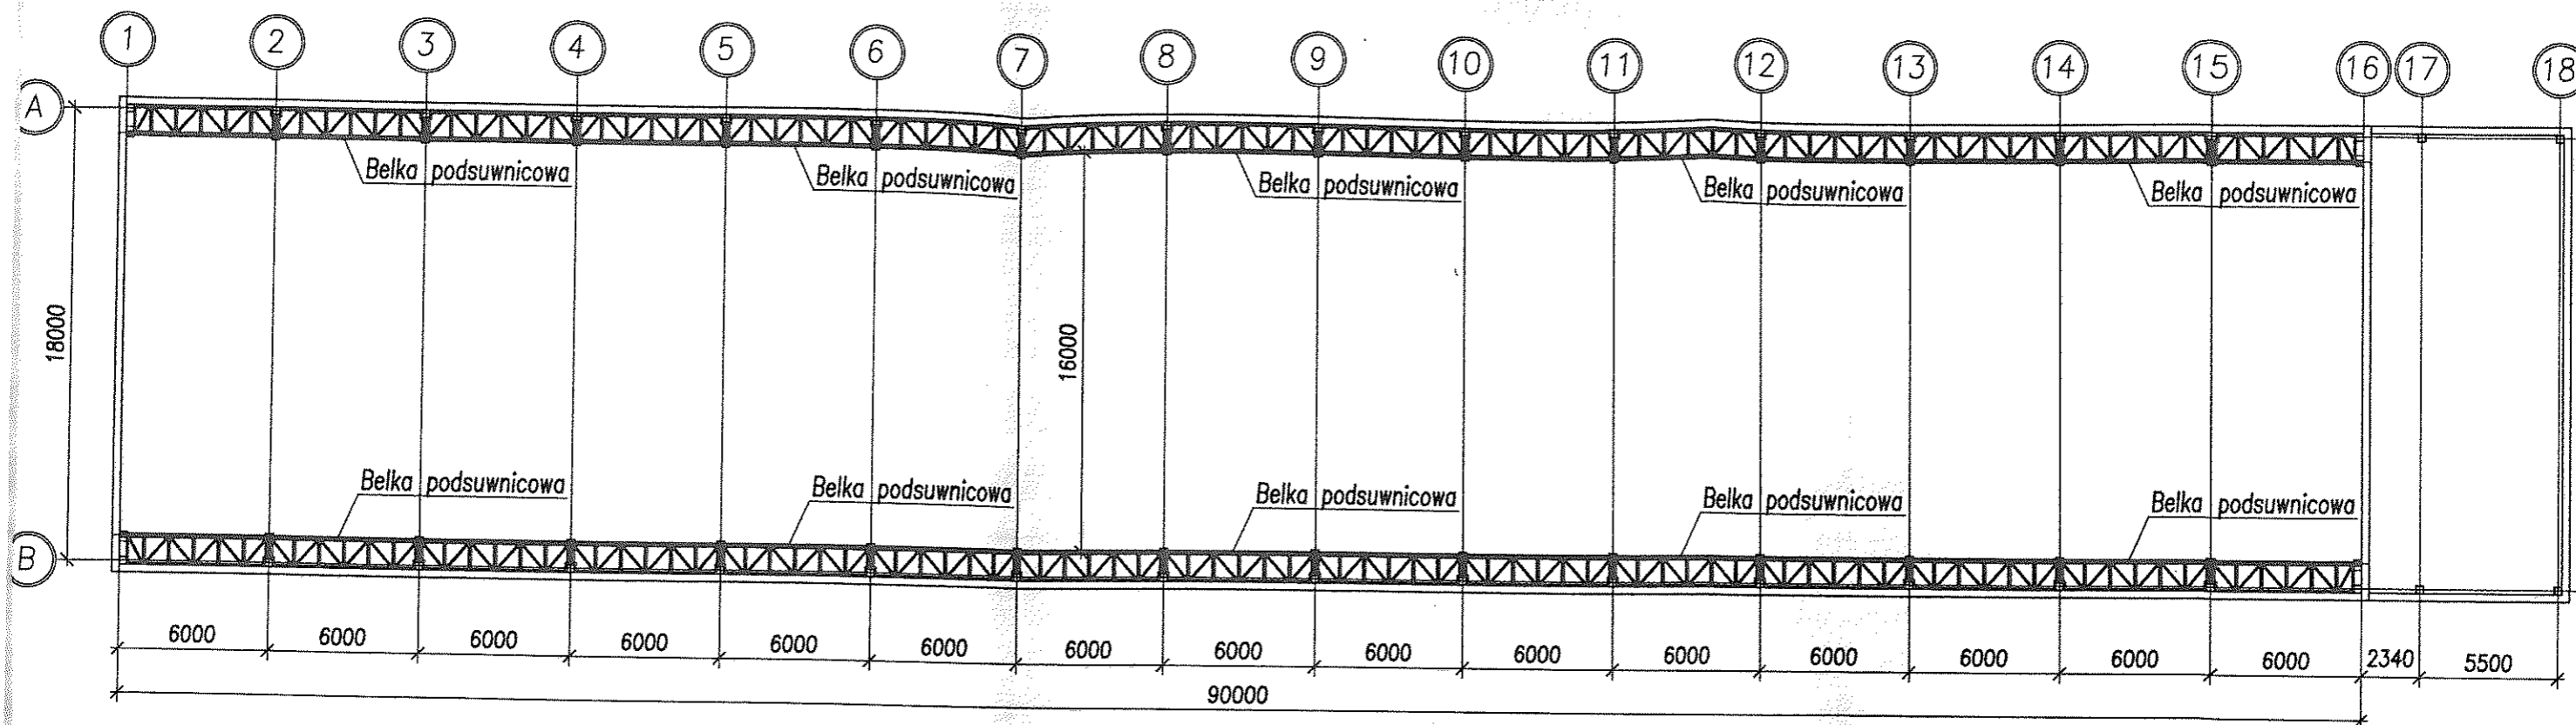 1 2 3 4 5 6 7 8 9 10 11 12 13 14 15 16 17 18
A
Belka podsuwnicowa Belka podsuwnicowa Belka podsuwnicowa Belka podsuwnicowa Belka podsuwnicowa
18000
16000
Belka podsuwnicowa Belka podsuwnicowa Belka podsuwnicowa Belka podsuwnicowa Belka podsuwnicowa
B
6000 6000 6000 6000 6000 6000 6000 6000 6000 6000 6000 6000 6000 6000 6000 2340 5500
90000